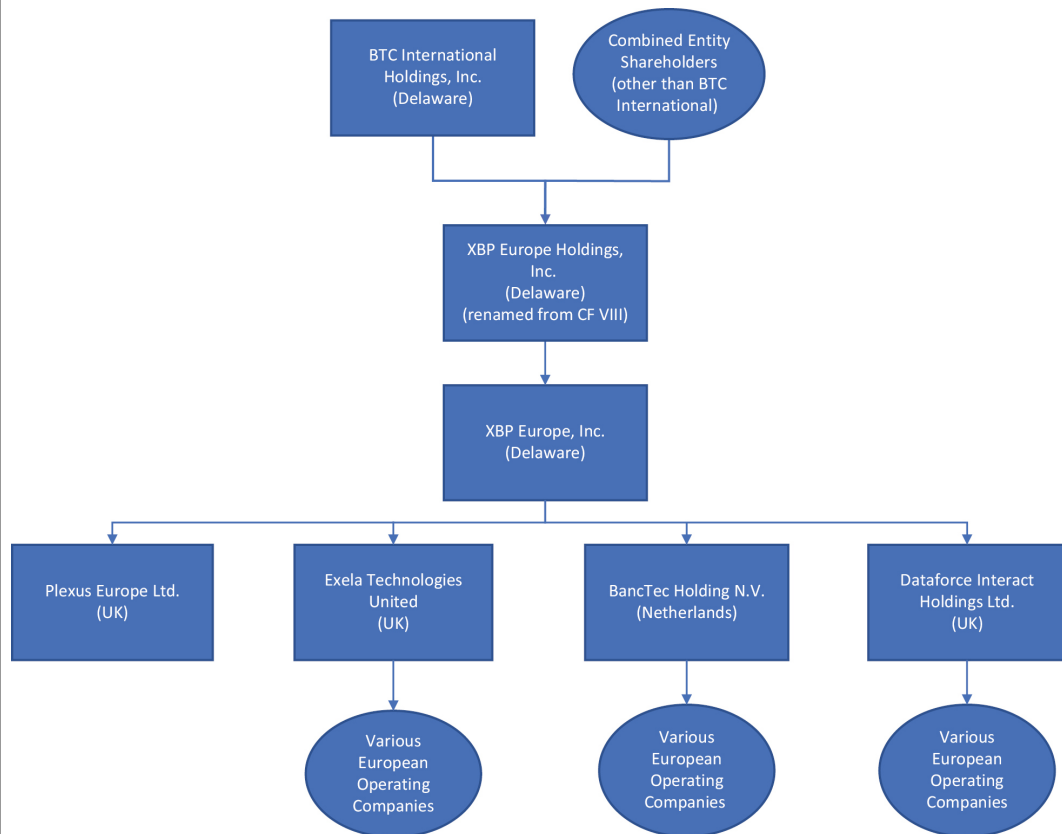 BTC International
Holdings, Inc.
(Delaware)
Combined Entity
Shareholders
(other than BTC
International)
XBP Europe Holdings,
Inc.
(Delaware)
(renamed from CF VIII)
XBP Europe, Inc.
(Delaware)
Plexus Europe Ltd.
(UK)
Exela Technologies
United
(UK)
BancTec Holding N.V.
(Netherlands)
Dataforce Interact
Holdings Ltd.
(UK)
Various
European
Operating
Companies
Various
European
Operating
Companies
Various
European
Operating
Companies